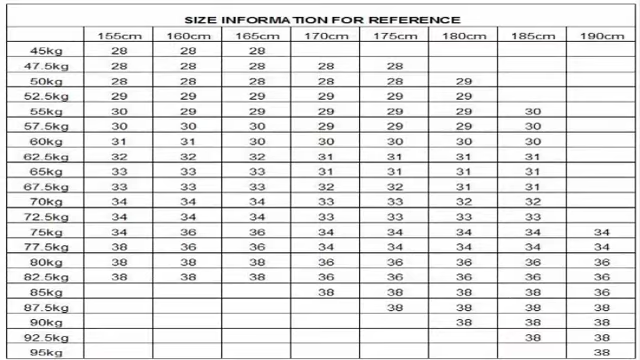 SIZE INFORMATION FOR REFERENCE
155cm 160cm 165cm 170cm 175cm 180cm 185cm 190cm
45kg 28 28 28
47.5kg 28 28 28 28 28
50kg 28 28 28 28 28 29
52.5kg 29 29 29 29 29 29
55kg 30 29 29 29 29 29 30
57.5kg 30 30 30 29 29 29 30
60kg 31 31 30 30 30 30 30
62.5kg 32 32 32 31 31 31 31
65kg 33 33 33 31 31 31 31
67.5kg 33 33 33 32 32 31 31
70kg 34 34 34 33 33 32 32
72.5kg 34 34 34 33 33 33 33
75kg 34 36 36 34 34 34 34 34
77.5kg 38 36 36 34 34 34 34 34
80kg 38 38 38 36 36 36 36 36
82.5kg 38 38 38 36 36 36 36 36
85kg 38 38 38 38 36
87.5kg 38 38 38 38
90kg 38 38 38
92.5kg 38 38
95kg 38